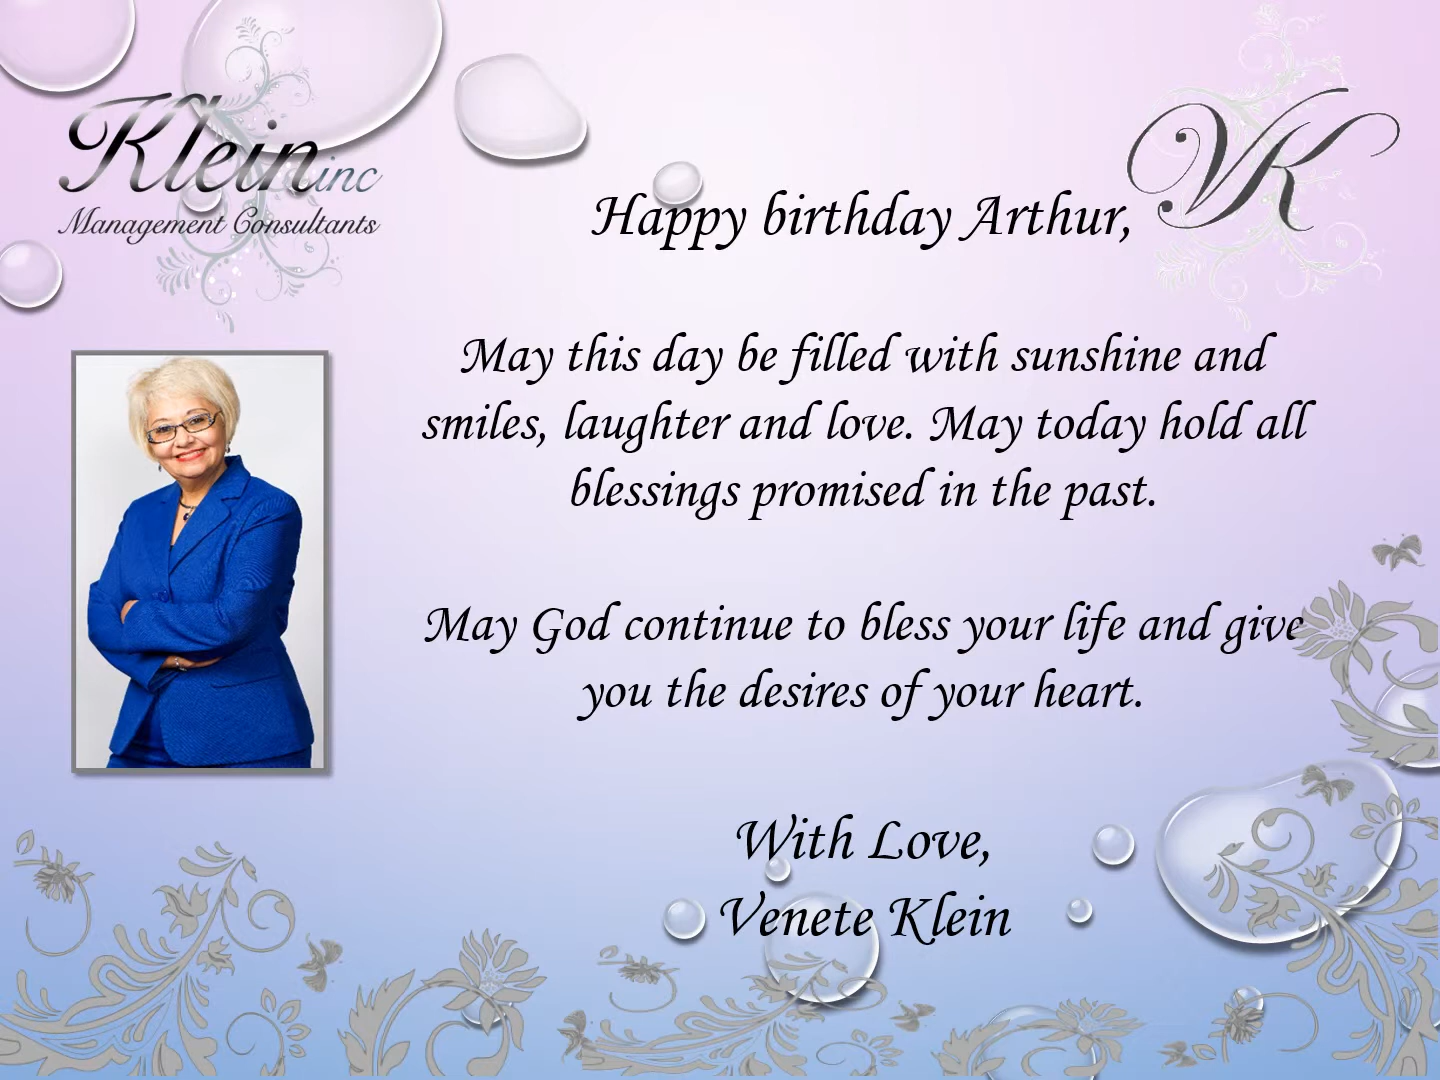 Klein inc
Management Consultants
VK
Happy birthday Arthur,
May this day be filled with sunshine and
smiles, laughter and love. May today hold all
blessings promised in the past.
May God continue to bless your life and give
you the desires of your heart.
With Love,
Venete Klein